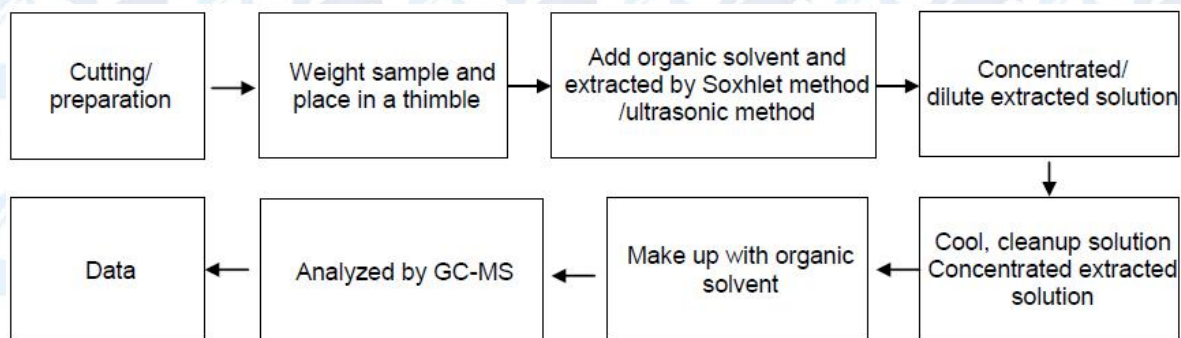 Cutting/
preparation
Weight sample and
place in a thimble
Add organic solvent and
extracted by Soxhlet method
/ultrasonic method
Concentrated/
dilute extracted solution
Cool, cleanup solution
Concentrated extracted
solution
Make up with organic
solvent
Analyzed by GC-MS
Data